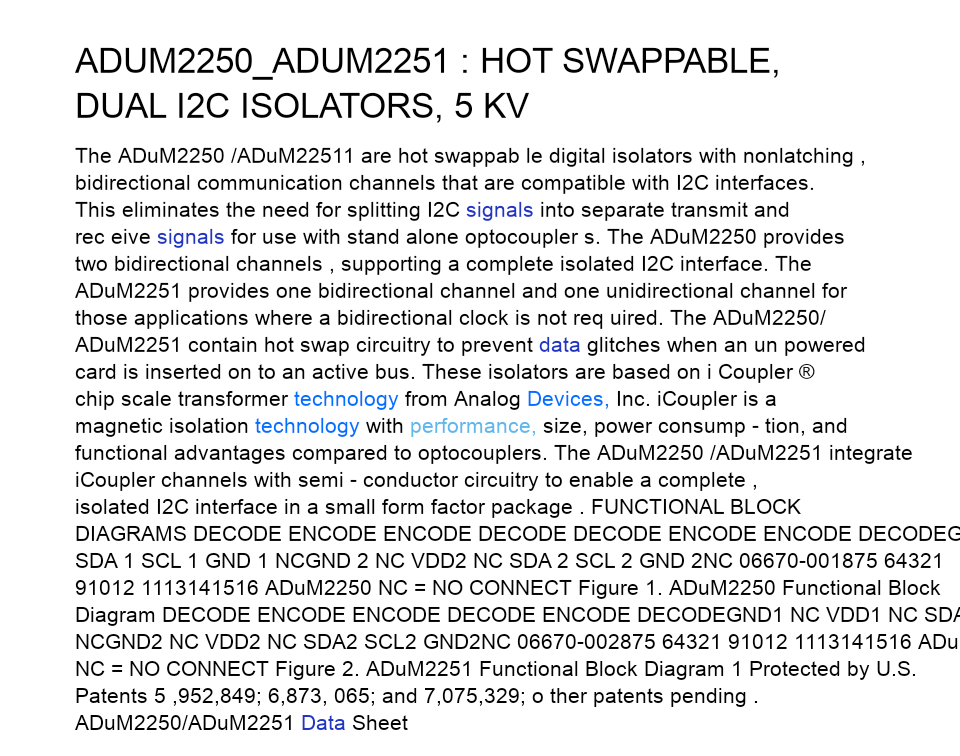 ADUM2250_ADUM2251 : HOT SWAPPABLE,
DUAL I2C ISOLATORS, 5 KV
The ADuM2250 /ADuM22511 are hot swappab le digital isolators with nonlatching ,
bidirectional communication channels that are compatible with I2C interfaces.
This eliminates the need for splitting I2C signals into separate transmit and
rec eive signals for use with stand alone optocoupler s. The ADuM2250 provides
two bidirectional channels , supporting a complete isolated I2C interface. The
ADuM2251 provides one bidirectional channel and one unidirectional channel for
those applications where a bidirectional clock is not req uired. The ADuM2250/
ADuM2251 contain hot swap circuitry to prevent data glitches when an un powered
card is inserted on to an active bus. These isolators are based on i Coupler ®
chip scale transformer technology from Analog Devices, Inc. iCoupler is a
magnetic isolation technology with performance, size, power consump - tion, and
functional advantages compared to optocouplers. The ADuM2250 /ADuM2251 integrate
iCoupler channels with semi - conductor circuitry to enable a complete ,
isolated I2C interface in a small form factor package . FUNCTIONAL BLOCK
DIAGRAMS DECODE ENCODE ENCODE DECODE DECODE ENCODE ENCODE DECODEG
SDA 1 SCL 1 GND 1 NCGND 2 NC VDD2 NC SDA 2 SCL 2 GND 2NC 06670-001875 64321
91012 1113141516 ADuM2250 NC = NO CONNECT Figure 1. ADuM2250 Functional Block
Diagram DECODE ENCODE ENCODE DECODE ENCODE DECODEGND1 NC VDD1 NC SDA
NCGND2 NC VDD2 NC SDA2 SCL2 GND2NC 06670-002875 64321 91012 1113141516 ADu
NC = NO CONNECT Figure 2. ADuM2251 Functional Block Diagram 1 Protected by U.S.
Patents 5 ,952,849; 6,873, 065; and 7,075,329; o ther patents pending .
ADuM2250/ADuM2251 Data Sheet